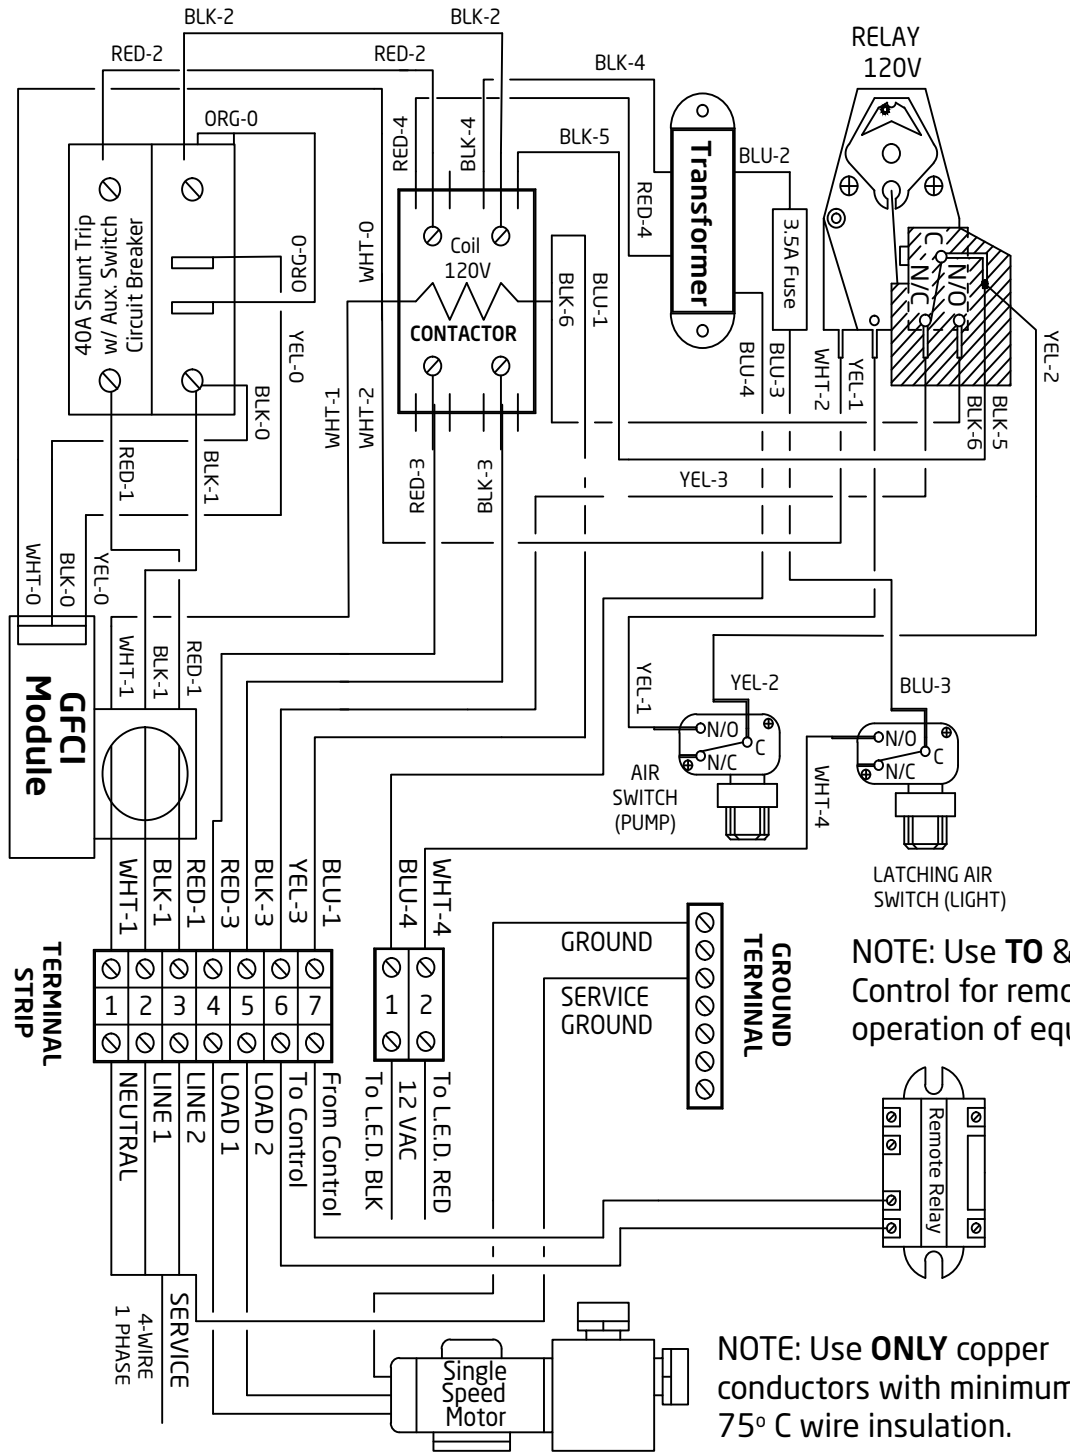 BLK-2
BLK-2
RED-2
RED-2
BLK-4
RELAY
120V
ORG-0
RED-4
BLK-4
BLK-5
Transformer
BLU-2
40A Shunt Trip
w/ Aux. Switch
Circuit Breaker
ORG-0
WHT-0
Coil
120V
CONTACTOR
BLK-6
BLU-1
RED-4
3.5A Fuse
C
N/C
N/O
YEL-0
BLU-4
BLU-3
WHT-2
YEL-1
YEL-2
BLK-0
WHT-1
WHT-2
BLK-6
BLK-5
RED-1
BLK-1
RED-3
BLK-3
YEL-3
WHT-0
BLK-0
YEL-0
GFCI
Module
WHT-1
BLK-1
RED-1
YEL-1
YEL-2
BLU-3
N/O
C
N/C
N/O
C
N/C
AIR
SWITCH
(PUMP)
WHT-4
LATCHING AIR
SWITCH (LIGHT)
WHT-1
BLK-1
RED-1
RED-3
BLK-3
YEL-3
BLU-1
BLU-4
WHT-4
TERMINAL
STRIP
1
2
3
4
5
6
7
1
2
GROUND
SERVICE
GROUND
GROUND
TERMINAL
NOTE: Use TO &
Control for remo
operation of equ
NEUTRAL
LINE 1
LINE 2
LOAD 1
LOAD 2
To Control
From Control
To L.E.D. BLK
12 VAC
To L.E.D. RED
Remote Relay
SERVICE
4-WIRE
1 PHASE
Single
Speed
Motor
NOTE: Use ONLY copper
conductors with minimum
75º C wire insulation.